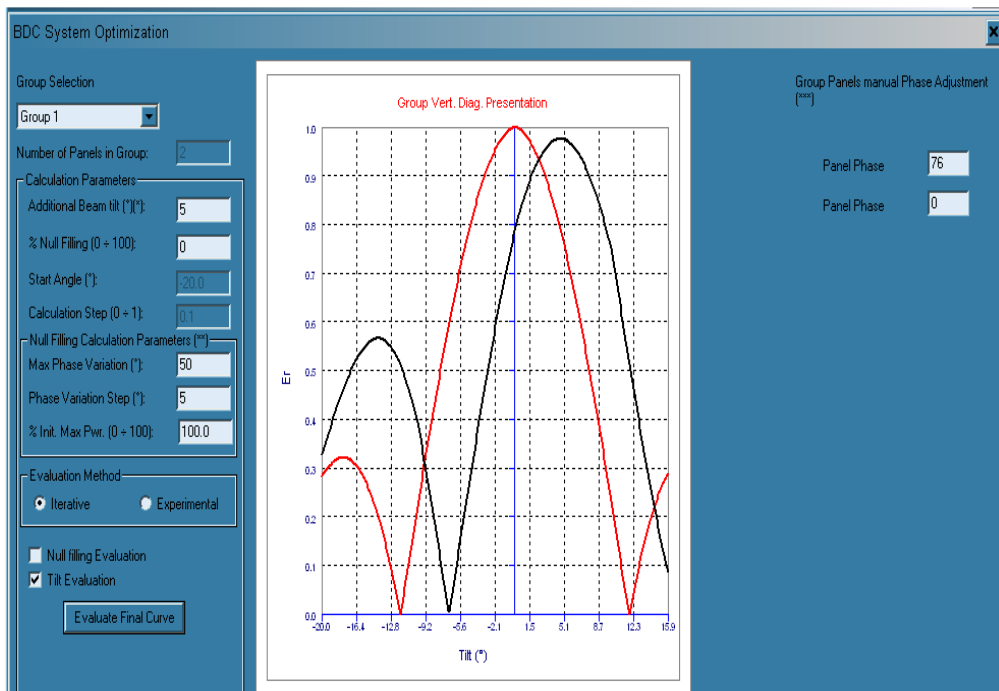 BDC System Optimization
Group Selection
Group 1
Number of Panels in Group: 2
Calculation Parameters
Additional Beam tilt (°)(*): 5
% Null Filling (0 ÷ 100): 0
Start Angle (°): -20.0
Calculation Step (0 ÷ 1): 0.1
Null Filling Calculation Parameters (**)
Max Phase Variation (°): 50
Phase Variation Step (°): 5
% Init. Max Pwr. (0 ÷ 100): 100.0
Evaluation Method
Iterative Experimental
Null filling Evaluation
Tilt Evaluation
Evaluate Final Curve
Group Vert. Diag. Presentation
1.0
0.9
0.8
0.7
0.6
0.5
0.4
0.3
0.2
0.1
0.0
Er
-20.0 -16.4 -12.8 -9.2 -5.6 -2.1 1.5 5.1 8.7 12.3 15.9
Tilt (°)
Group Panels manual Phase Adjustment
(***)
Panel Phase 76
Panel Phase 0